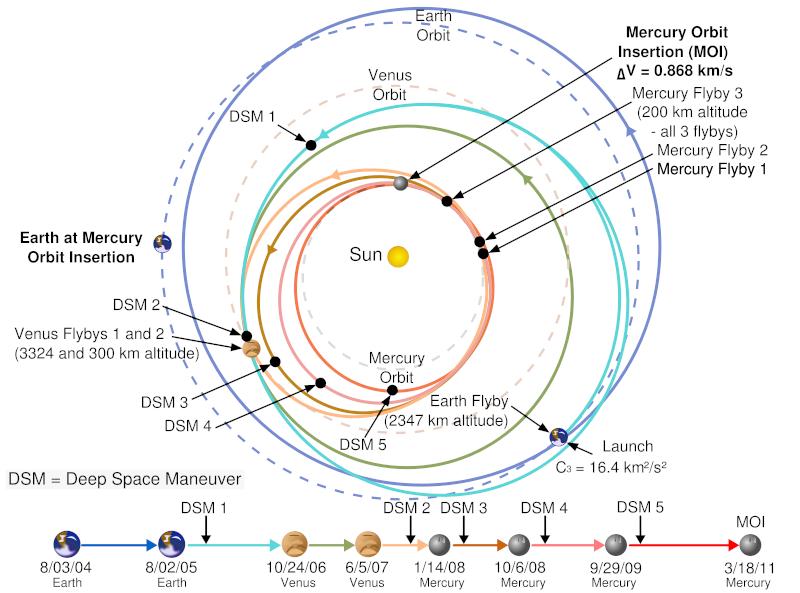 Earth
Orbit
Mercury Orbit
Insertion (MOI)
ΔV = 0.868 km/s
Venus
Orbit
Mercury Flyby 3
(200 km altitude
- all 3 flybys)
DSM 1
Mercury Flyby 2
Mercury Flyby 1
Earth at Mercury
Orbit Insertion
Sun
DSM 2
Venus Flybys 1 and 2
(3324 and 300 km altitude)
Mercury
Orbit
DSM 3
Earth Flyby
(2347 km altitude)
DSM 4
DSM 5
Launch
C₃ = 16.4 km²/s²
DSM = Deep Space Maneuver
DSM 1
DSM 2
DSM 3
DSM 4
DSM 5
MOI
8/03/04
Earth
8/02/05
Earth
10/24/06
Venus
6/5/07
Venus
1/14/08
Mercury
10/6/08
Mercury
9/29/09
Mercury
3/18/11
Mercury